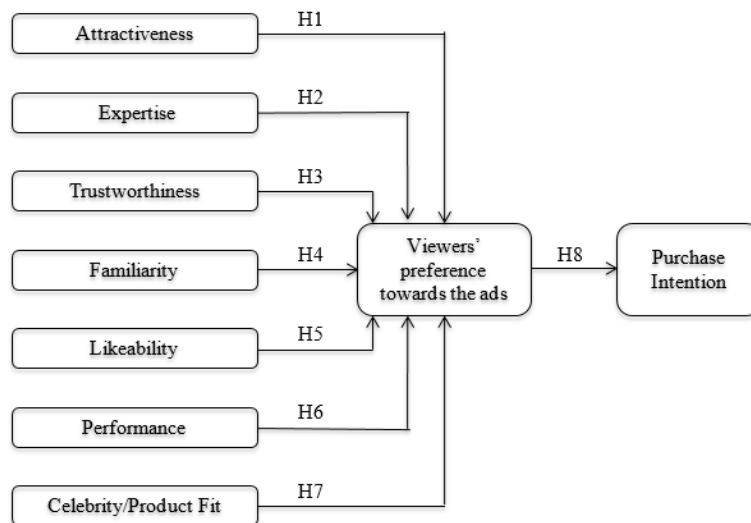 Attractiveness
H1
Expertise
H2
Trustworthiness
H3
Familiarity
H4
Likeability
H5
Performance
H6
Celebrity/Product Fit
H7
Viewers’
preference
towards the ads
H8
Purchase
Intention